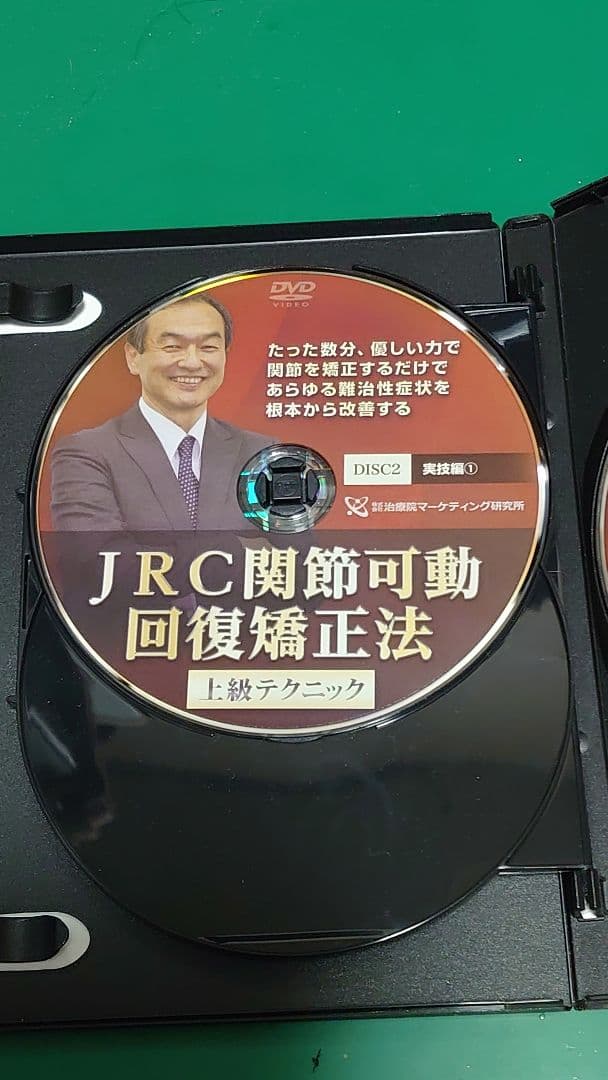 DVD
VIDEO
たった数分、優しい力で
関節を矯正するだけで
あらゆる難治性症状を
根本から改善する
DISC2 実技編①
株式会社治療院マーケティング研究所
JRC関節可動
回復矯正法
上級テクニック